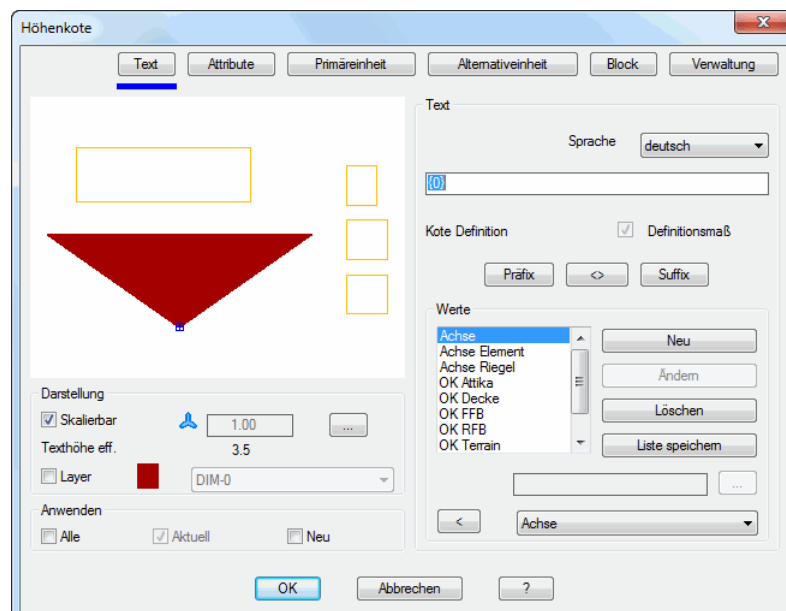 Höhenkote
Text Attribute Primäreinheit Alternativeinheit Block Verwaltung
Text
Sprache deutsch
{0}
Kote Definition Definitionsmaß
Präfix <> Suffix
Werte
Achse
Achse Element
Achse Riegel
OK Attika
OK Decke
OK FFB
OK RFB
OK Terrain
Neu
Ändern
Löschen
Liste speichern
...
< Achse
Darstellung
Skalierbar 1.00 ...
Texthöhe eff. 3.5
Layer DIM-0
Anwenden
Alle Aktuell Neu
OK Abbrechen ?